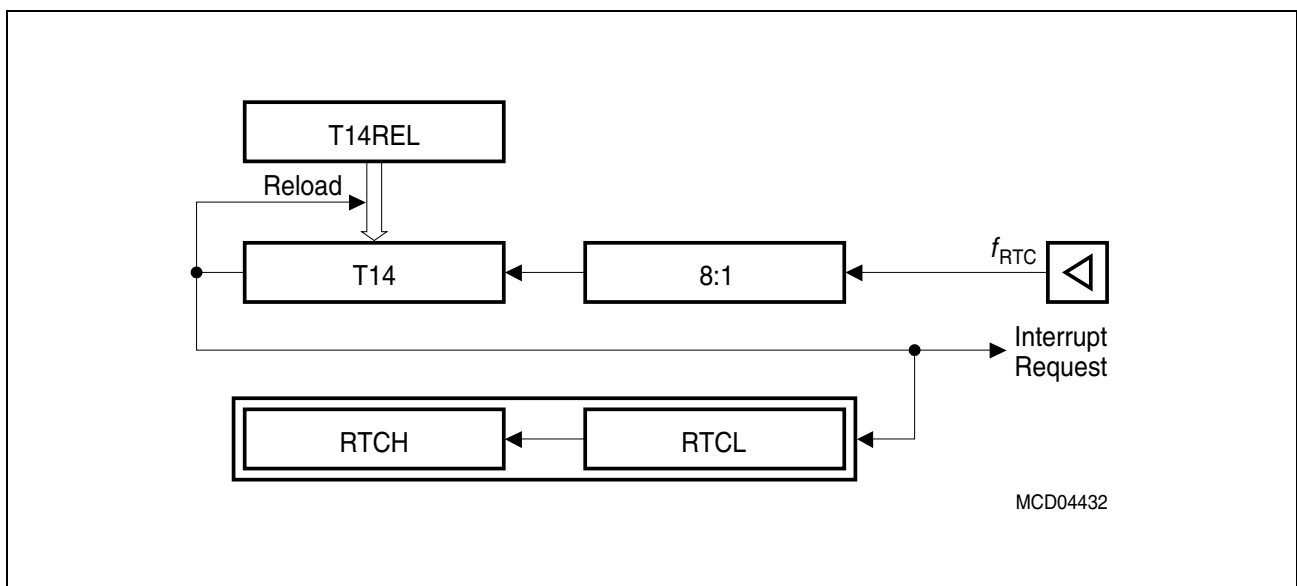 T14REL
Reload
T14
8:1
fRTC
Interrupt
Request
RTCH
RTCL
MCD04432